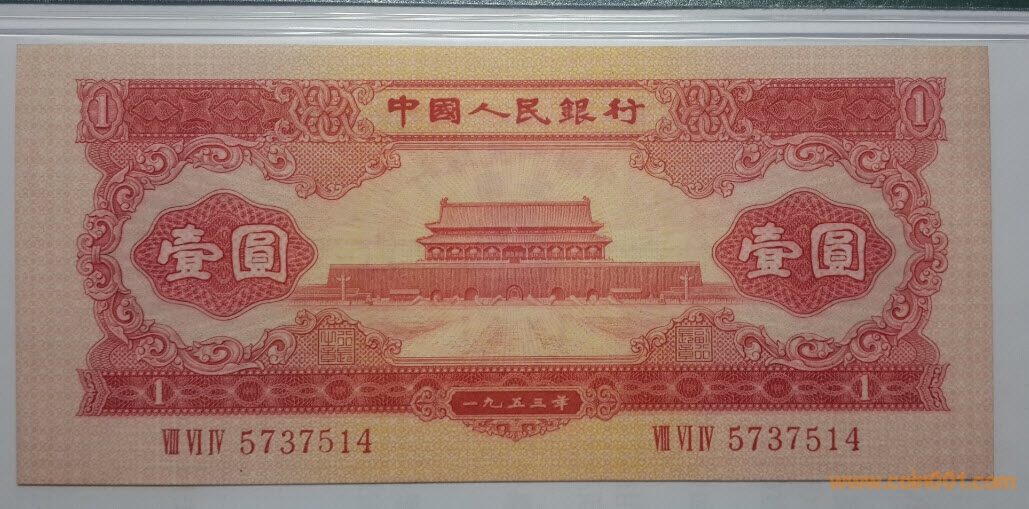 1 中國人民銀行 1
壹圓 壹圓
1 一九五三年 1
VIII VI IV 5737514 VIII VI IV 5737514
www.coin001.com